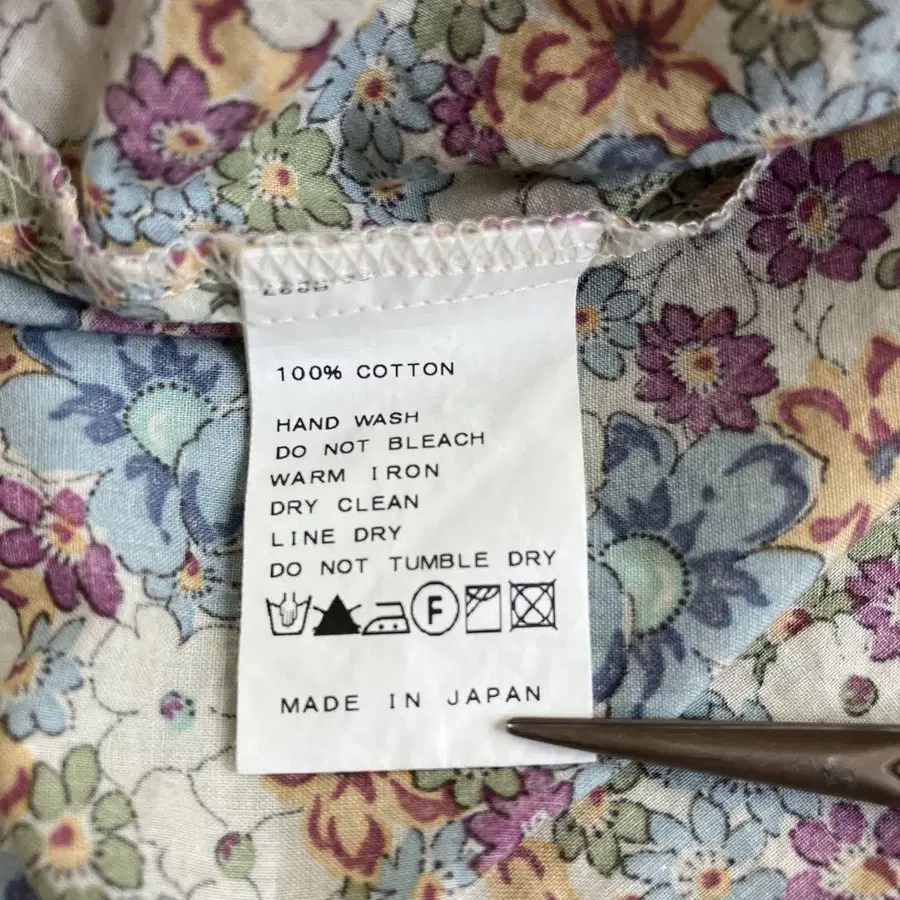 100% COTTON
HAND WASH
DO NOT BLEACH
WARM IRON
DRY CLEAN
LINE DRY
DO NOT TUMBLE DRY
F
MADE IN JAPAN